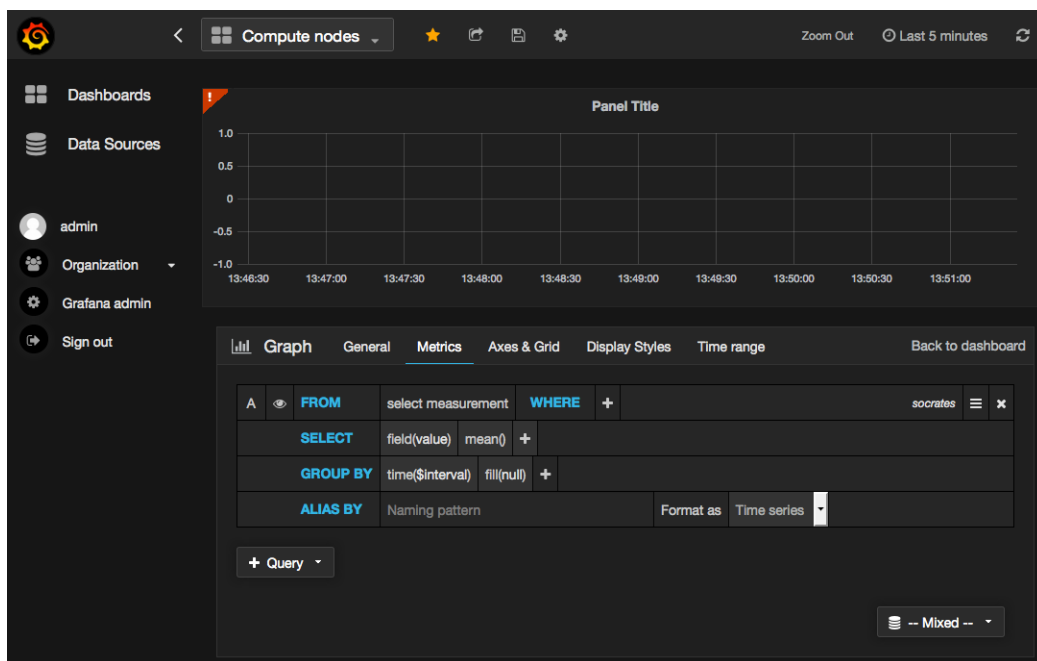 Compute nodes
Zoom Out Last 5 minutes
Dashboards
Data Sources
admin
Organization
Grafana admin
Sign out
!
Panel Title
1.0
0.5
0
-0.5
-1.0
13:46:30 13:47:00 13:47:30 13:48:00 13:48:30 13:49:00 13:49:30 13:50:00 13:50:30 13:51:00
Graph General Metrics Axes & Grid Display Styles Time range Back to dashboard
A FROM select measurement WHERE + socrates
SELECT field(value) mean() +
GROUP BY time($interval) fill(null) +
ALIAS BY Naming pattern Format as Time series
+ Query
-- Mixed --